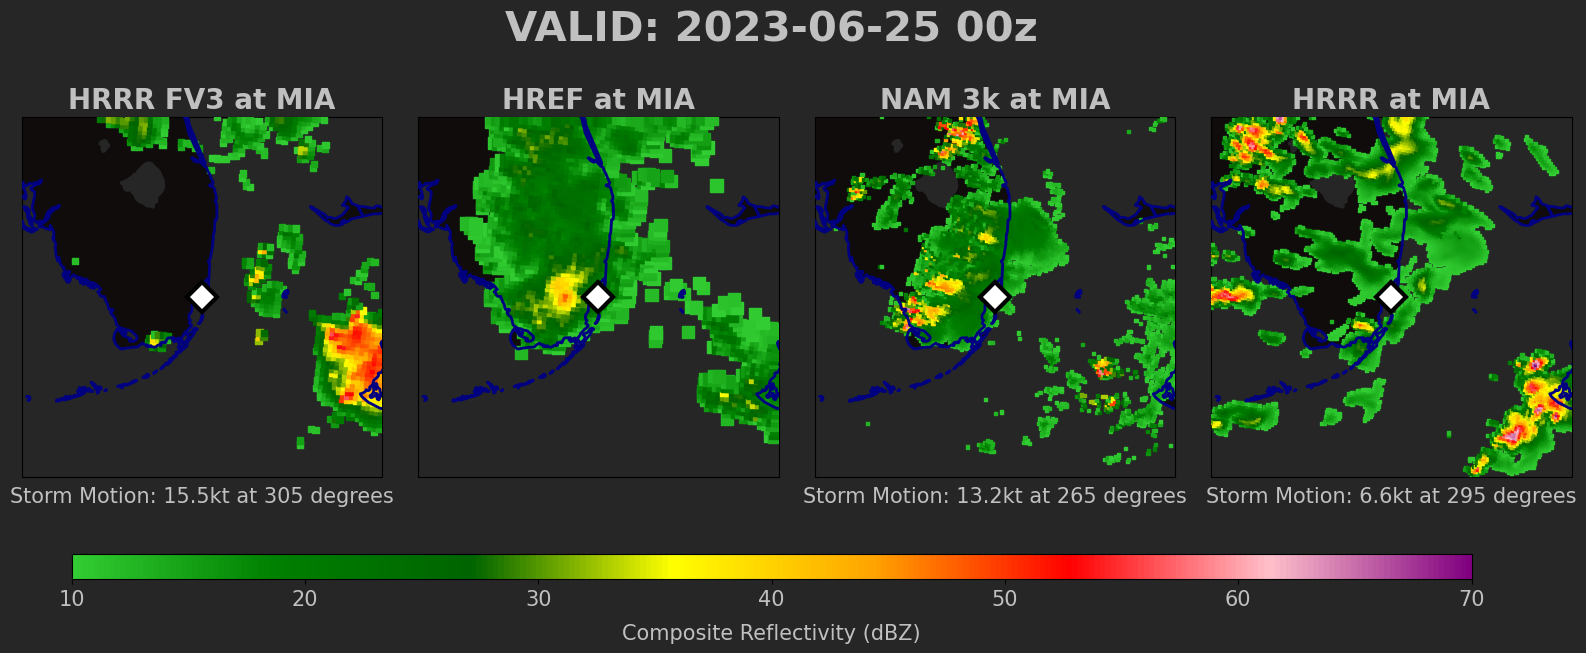 VALID: 2023-06-25 00z
HRRR FV3 at MIA
HREF at MIA
NAM 3k at MIA
HRRR at MIA
Storm Motion: 15.5kt at 305 degrees
Storm Motion: 13.2kt at 265 degrees
Storm Motion: 6.6kt at 295 degrees
10 20 30 40 50 60 70
Composite Reflectivity (dBZ)